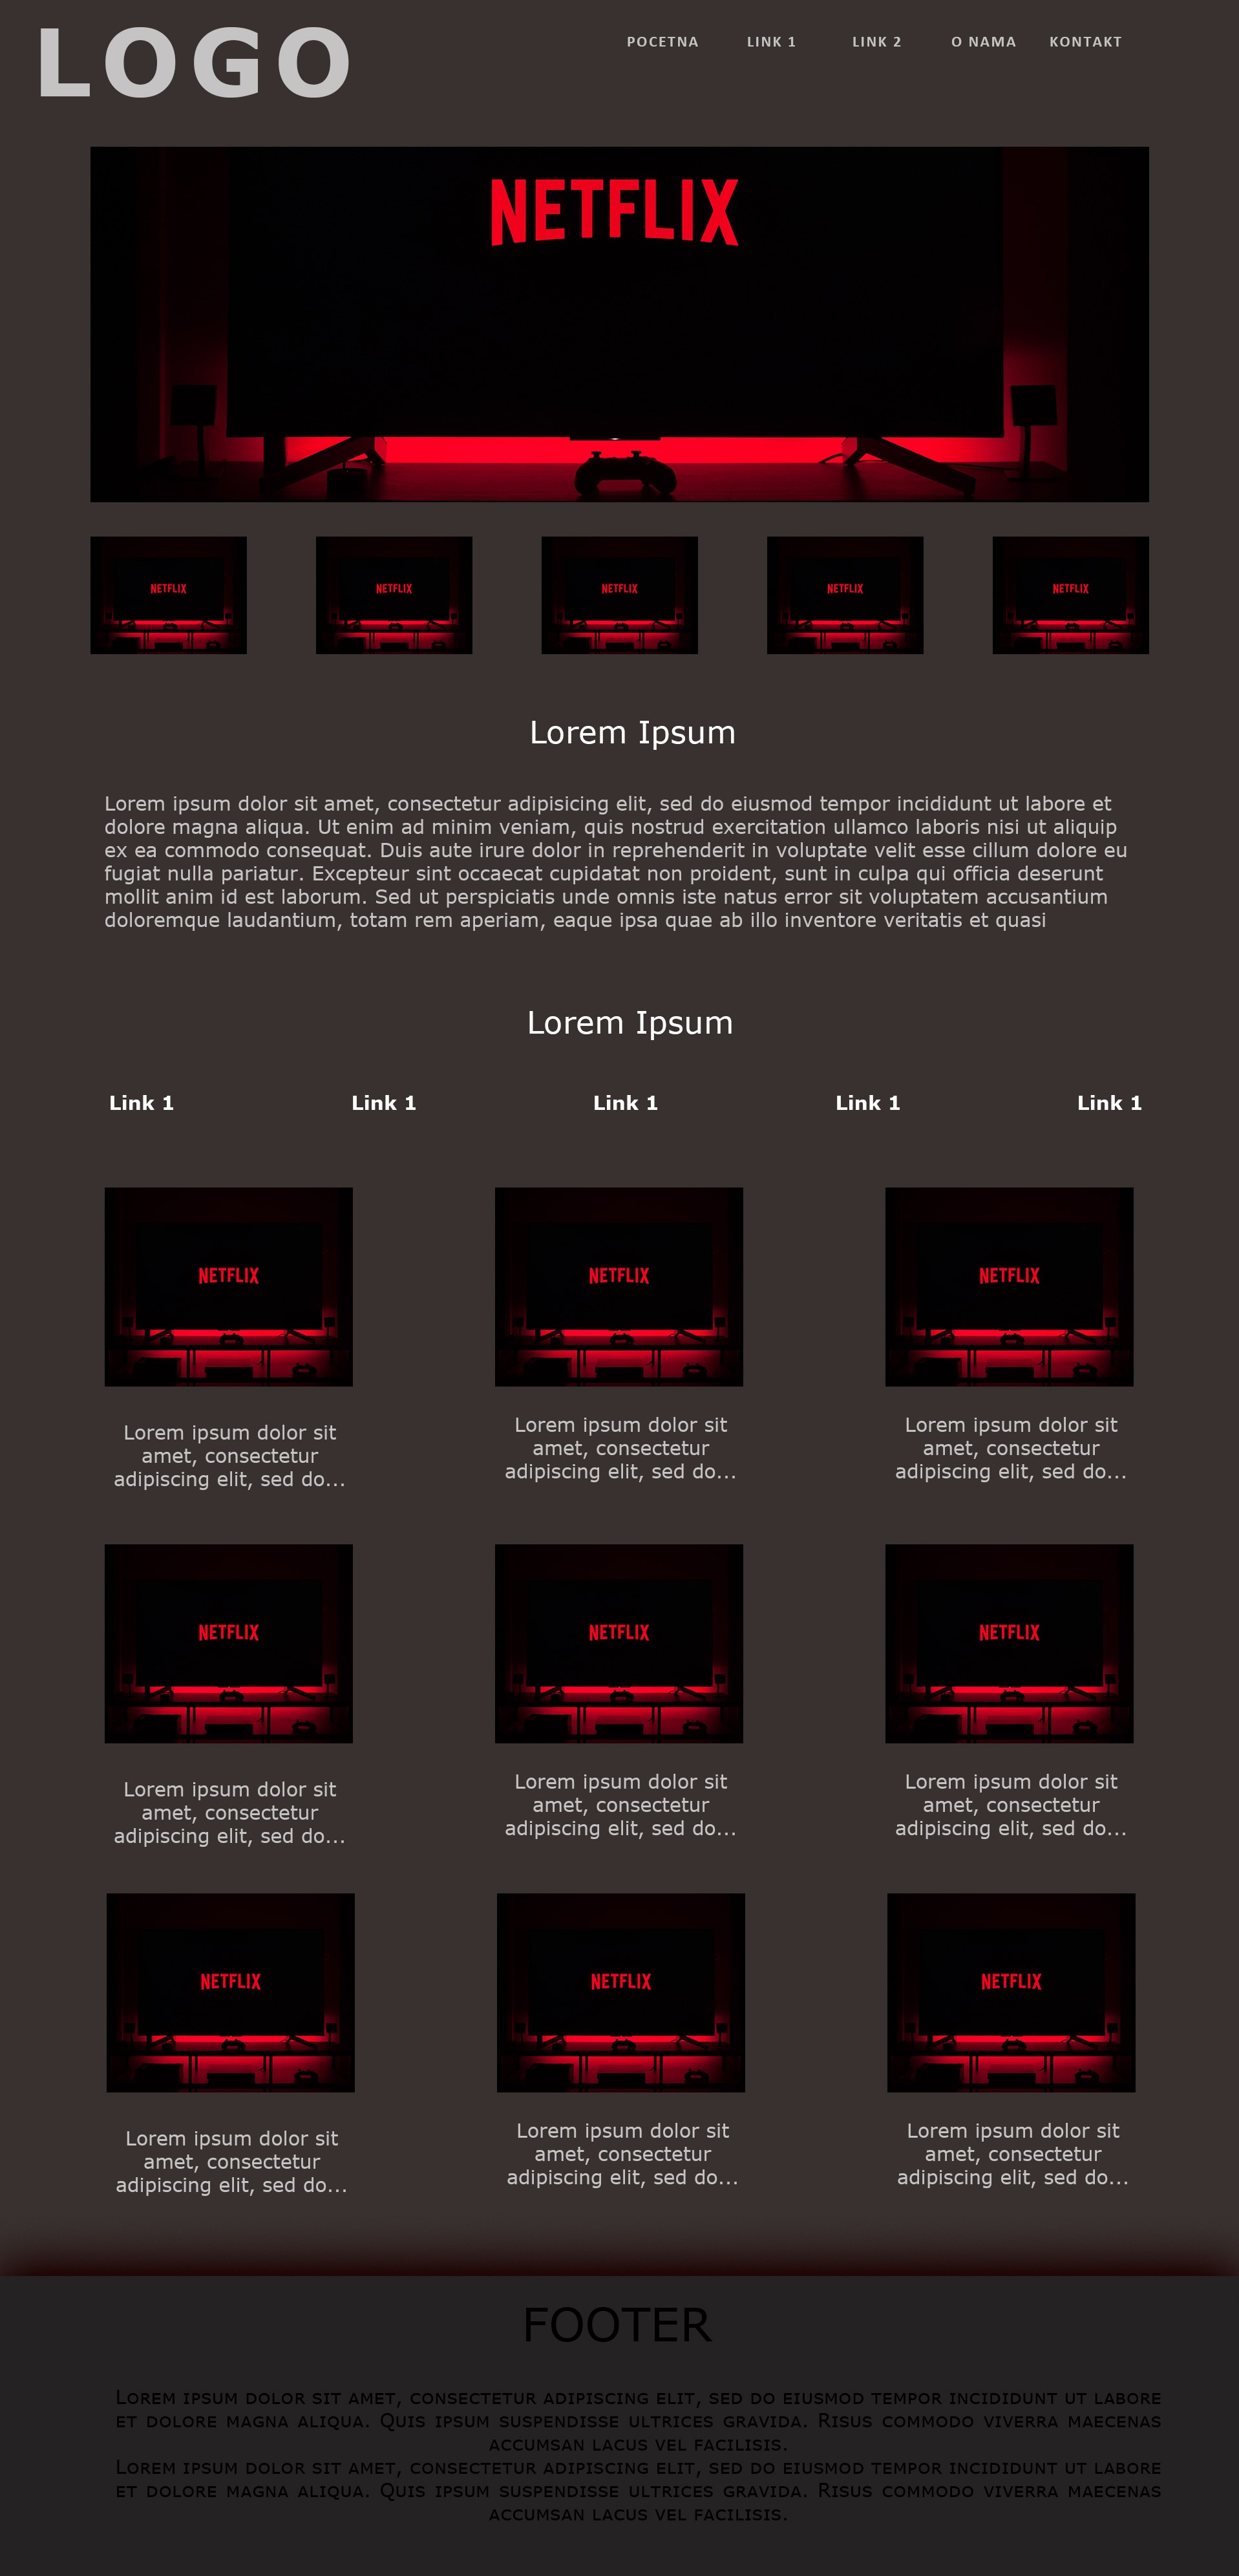 LOGO
POCETNA LINK 1 LINK 2 O NAMA KONTAKT
NETFLIX
NETFLIX NETFLIX NETFLIX NETFLIX NETFLIX
Lorem Ipsum
Lorem ipsum dolor sit amet, consectetur adipisicing elit, sed do eiusmod tempor incididunt ut labore et
dolore magna aliqua. Ut enim ad minim veniam, quis nostrud exercitation ullamco laboris nisi ut aliquip
ex ea commodo consequat. Duis aute irure dolor in reprehenderit in voluptate velit esse cillum dolore eu
fugiat nulla pariatur. Excepteur sint occaecat cupidatat non proident, sunt in culpa qui officia deserunt
mollit anim id est laborum. Sed ut perspiciatis unde omnis iste natus error sit voluptatem accusantium
doloremque laudantium, totam rem aperiam, eaque ipsa quae ab illo inventore veritatis et quasi
Lorem Ipsum
Link 1 Link 1 Link 1 Link 1 Link 1
NETFLIX NETFLIX NETFLIX
Lorem ipsum dolor sit
amet, consectetur
adipiscing elit, sed do...
Lorem ipsum dolor sit
amet, consectetur
adipiscing elit, sed do...
Lorem ipsum dolor sit
amet, consectetur
adipiscing elit, sed do...
NETFLIX NETFLIX NETFLIX
Lorem ipsum dolor sit
amet, consectetur
adipiscing elit, sed do...
Lorem ipsum dolor sit
amet, consectetur
adipiscing elit, sed do...
Lorem ipsum dolor sit
amet, consectetur
adipiscing elit, sed do...
NETFLIX NETFLIX NETFLIX
Lorem ipsum dolor sit
amet, consectetur
adipiscing elit, sed do...
Lorem ipsum dolor sit
amet, consectetur
adipiscing elit, sed do...
Lorem ipsum dolor sit
amet, consectetur
adipiscing elit, sed do...
FOOTER
Lorem ipsum dolor sit amet, consectetur adipiscing elit, sed do eiusmod tempor incididunt ut labore
et dolore magna aliqua. Quis ipsum suspendisse ultrices gravida. Risus commodo viverra maecenas
accumsan lacus vel facilisis.
Lorem ipsum dolor sit amet, consectetur adipiscing elit, sed do eiusmod tempor incididunt ut labore
et dolore magna aliqua. Quis ipsum suspendisse ultrices gravida. Risus commodo viverra maecenas
accumsan lacus vel facilisis.